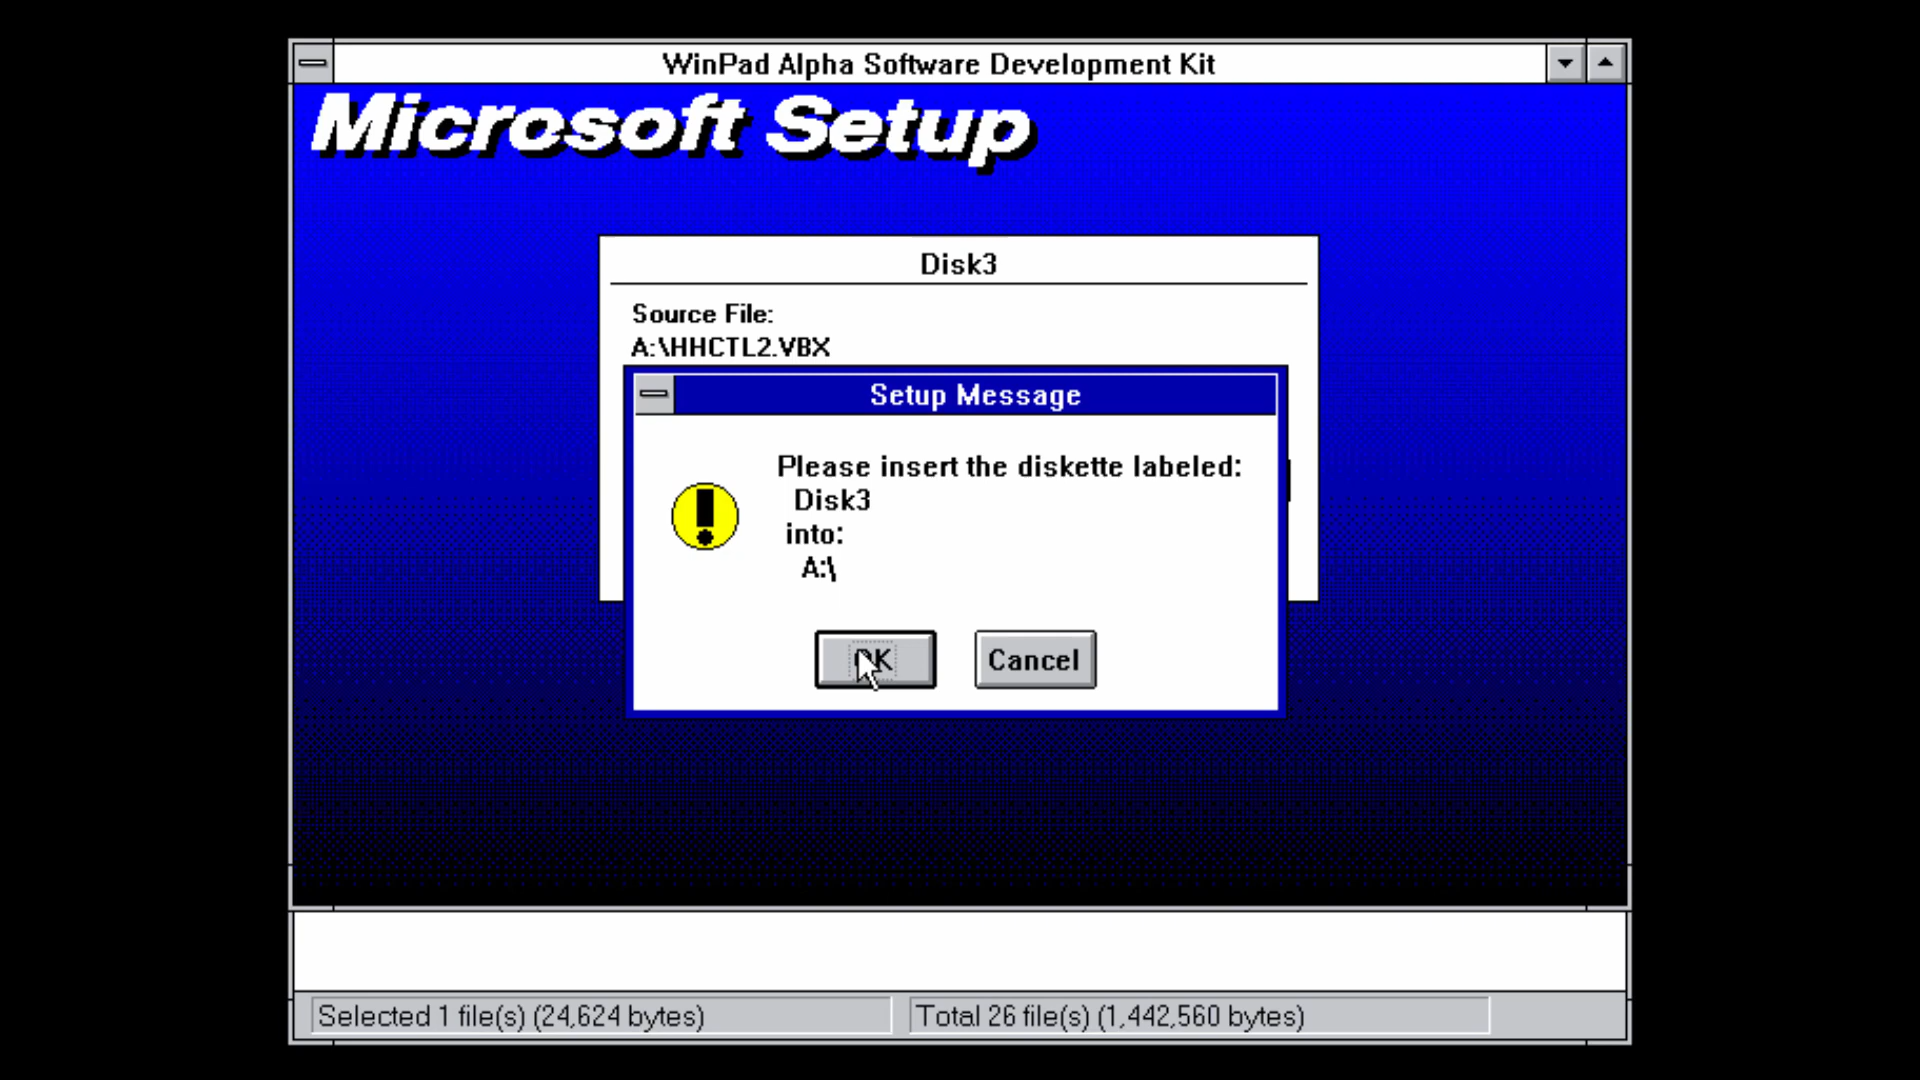 WinPad Alpha Software Development Kit
Microsoft Setup
Disk3
Source File:
A:\HHCTL2.VBX
Setup Message
Please insert the diskette labeled:
Disk3
into:
A:\
OK
Cancel
Selected 1 file(s) (24,624 bytes)
Total 26 file(s) (1,442,560 bytes)